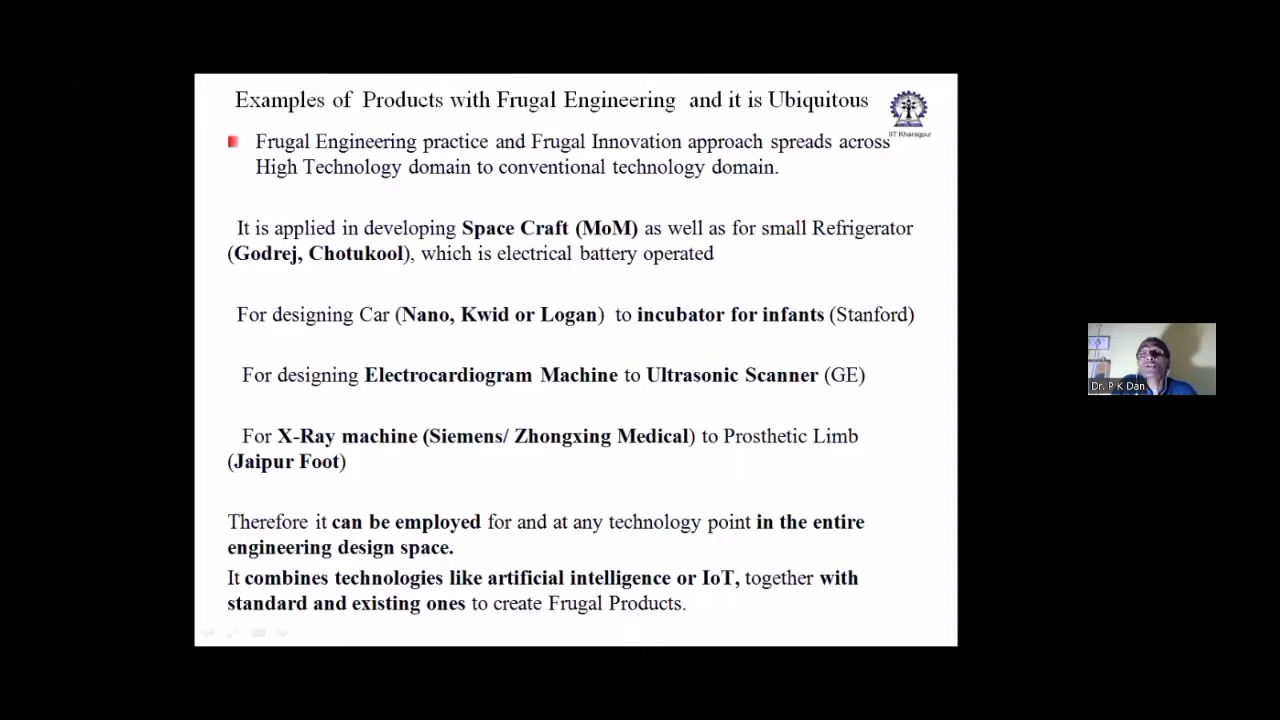 Examples of Products with Frugal Engineering and it is Ubiquitous
IIT Kharagpur
Frugal Engineering practice and Frugal Innovation approach spreads across
High Technology domain to conventional technology domain.
It is applied in developing Space Craft (MoM) as well as for small Refrigerator
(Godrej, Chotukool), which is electrical battery operated
For designing Car (Nano, Kwid or Logan) to incubator for infants (Stanford)
For designing Electrocardiogram Machine to Ultrasonic Scanner (GE)
For X-Ray machine (Siemens/ Zhongxing Medical) to Prosthetic Limb
(Jaipur Foot)
Therefore it can be employed for and at any technology point in the entire
engineering design space.
It combines technologies like artificial intelligence or IoT, together with
standard and existing ones to create Frugal Products.
Dr. P K Dan